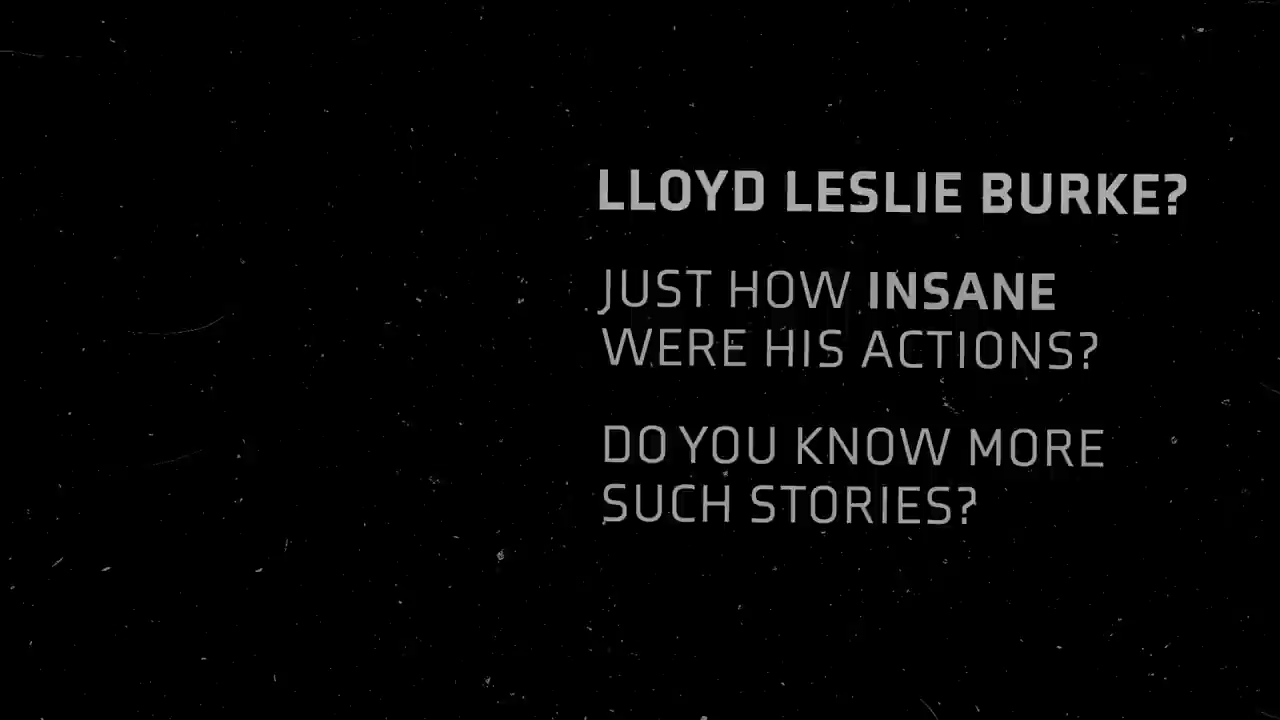 LLOYD LESLIE BURKE?
JUST HOW INSANE
WERE HIS ACTIONS?
DO YOU KNOW MORE
SUCH STORIES?